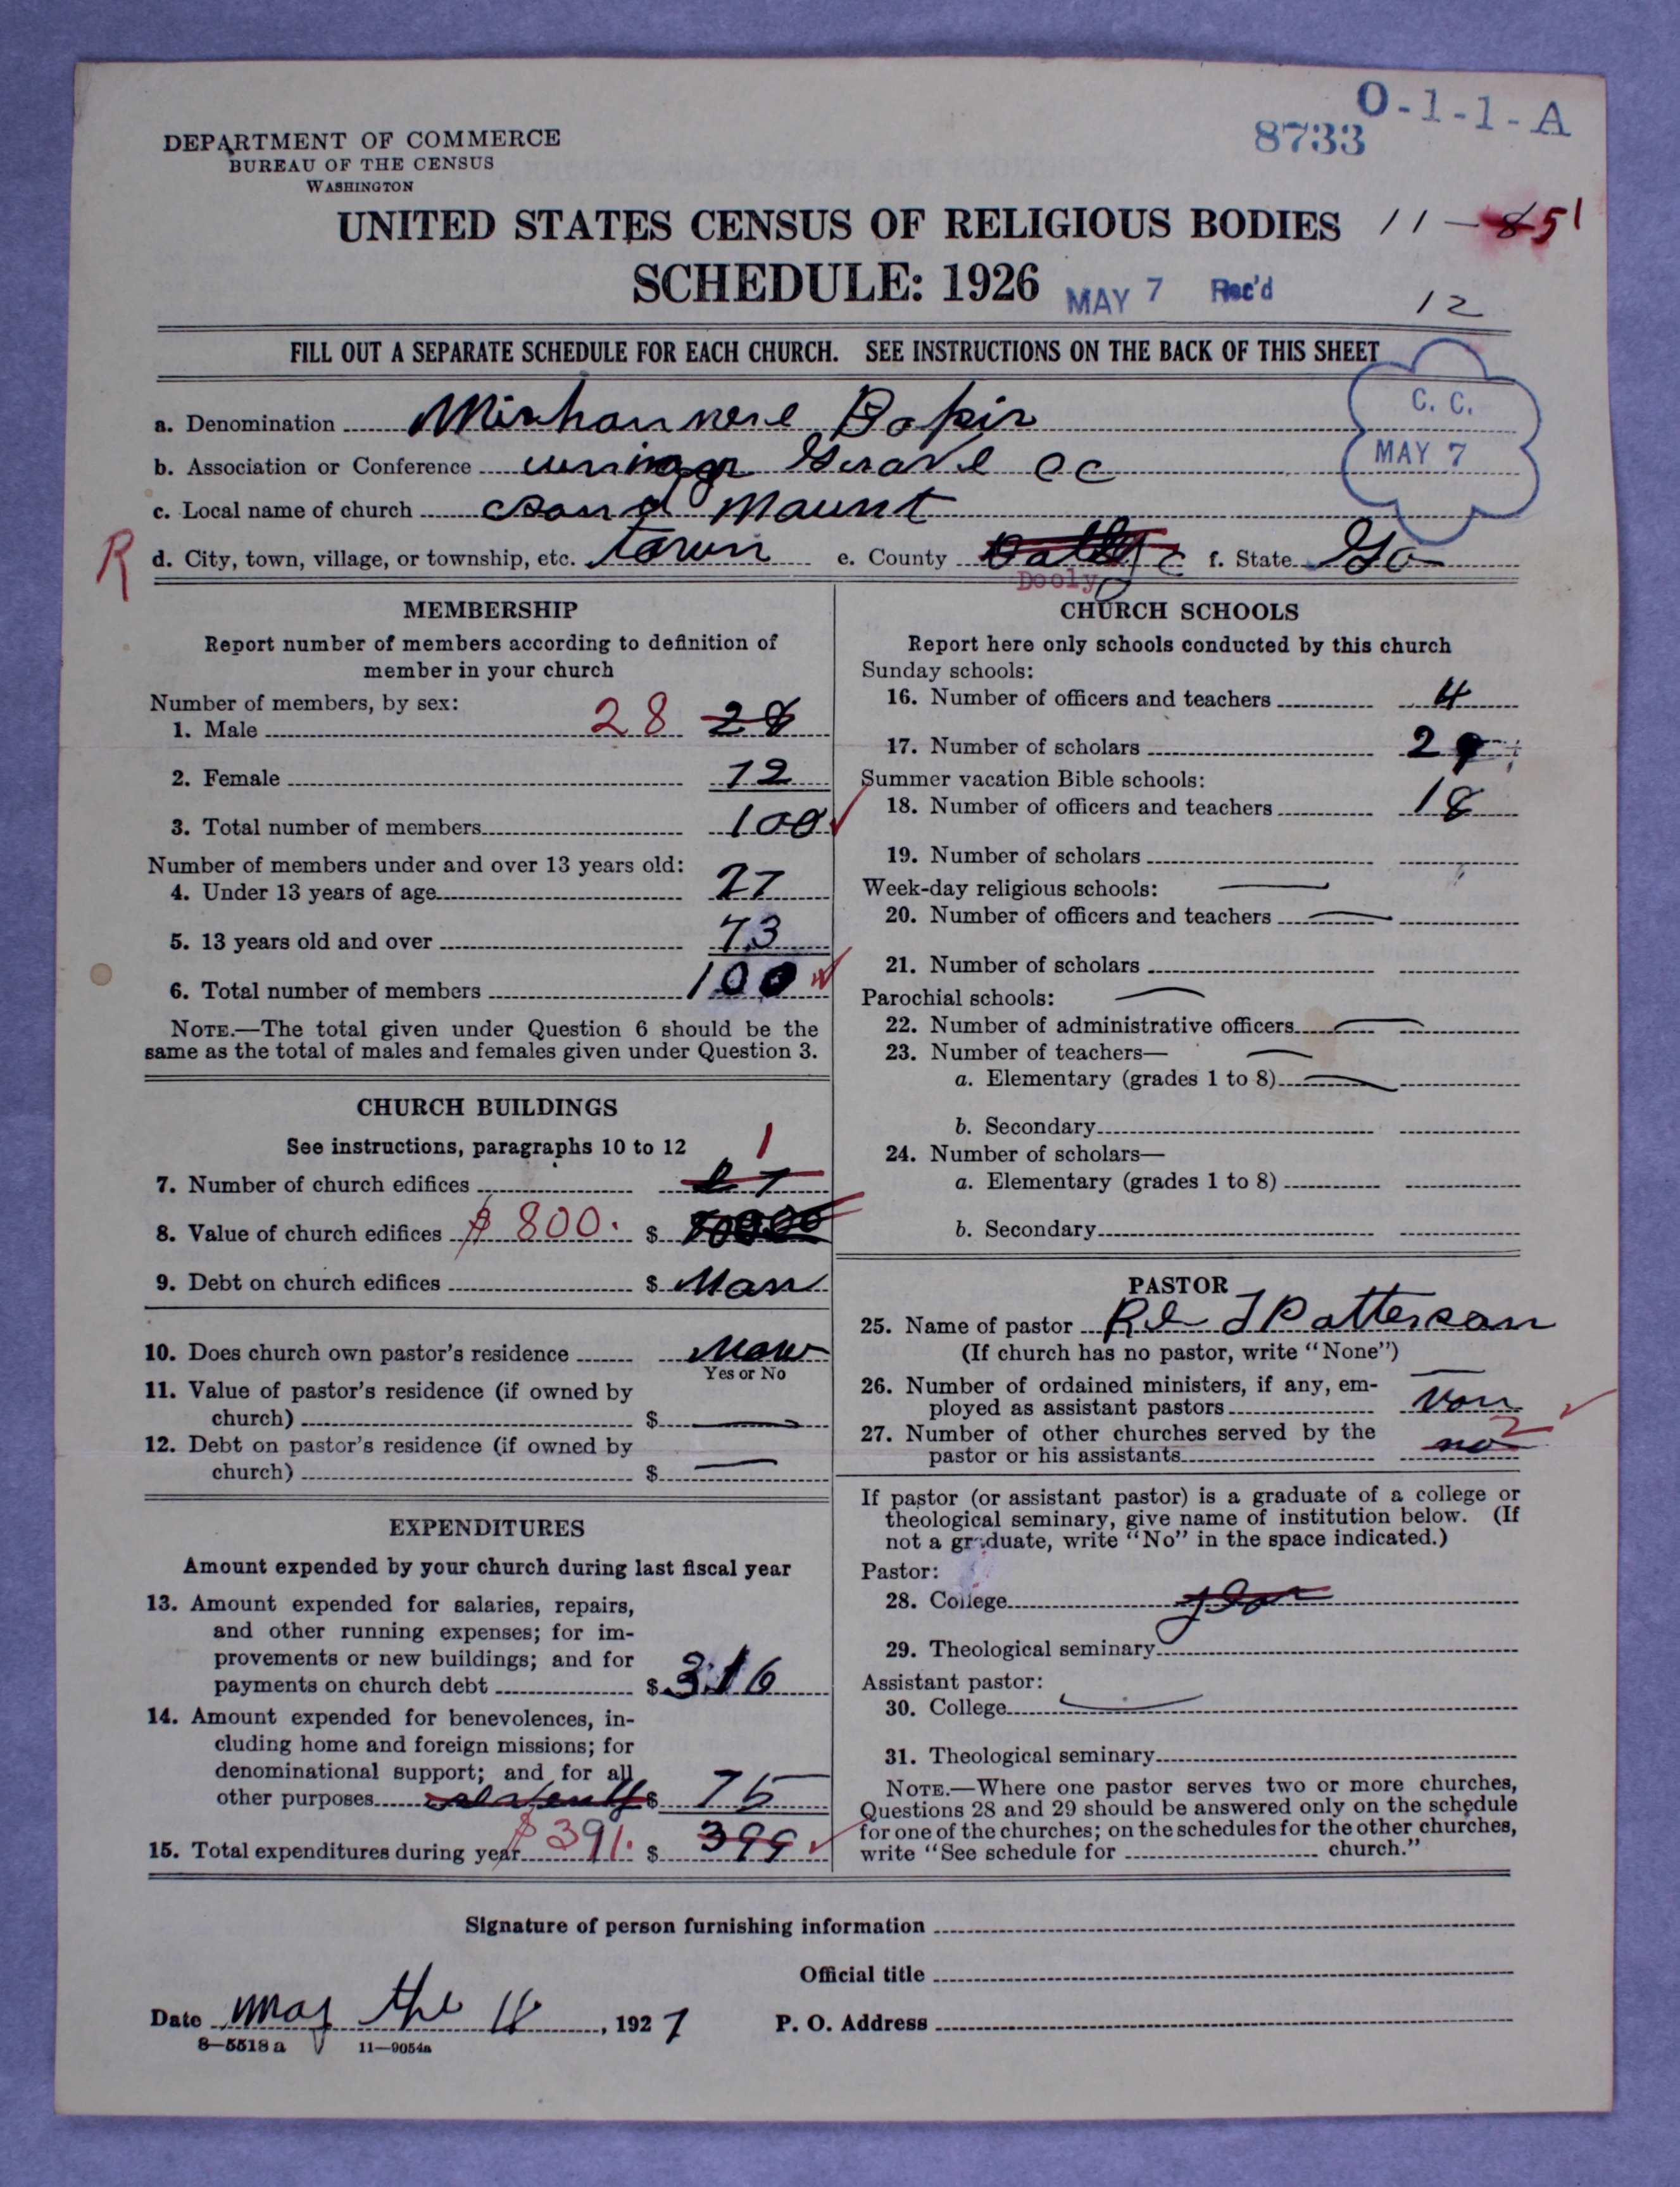 O-1-1-A
8733
DEPARTMENT OF COMMERCE
BUREAU OF THE CENSUS
WASHINGTON
UNITED STATES CENSUS OF RELIGIOUS BODIES 11-851
SCHEDULE: 1926 MAY 7 Rec'd
12
FILL OUT A SEPARATE SCHEDULE FOR EACH CHURCH. SEE INSTRUCTIONS ON THE BACK OF THIS SHEET
C. C.
MAY 7
a. Denomination
b. Association or Conference
c. Local name of church Sand Mount
R
d. City, town, village, or township, etc. town e. County Dooly f. State Ga
MEMBERSHIP
Report number of members according to definition of
member in your church
Number of members, by sex:
1. Male 28 28
2. Female 72
3. Total number of members 100
Number of members under and over 13 years old:
4. Under 13 years of age 27
5. 13 years old and over 73
6. Total number of members 100
NOTE.—The total given under Question 6 should be the
same as the total of males and females given under Question 3.
CHURCH BUILDINGS
See instructions, paragraphs 10 to 12
7. Number of church edifices 1
8. Value of church edifices $800. $
9. Debt on church edifices $
10. Does church own pastor's residence
Yes or No
11. Value of pastor's residence (if owned by
church) $
12. Debt on pastor's residence (if owned by
church) $
EXPENDITURES
Amount expended by your church during last fiscal year
13. Amount expended for salaries, repairs,
and other running expenses; for im-
provements or new buildings; and for
payments on church debt $ 316
14. Amount expended for benevolences, in-
cluding home and foreign missions; for
denominational support; and for all
other purposes $ 75
15. Total expenditures during year $391. $ 399
CHURCH SCHOOLS
Report here only schools conducted by this church
Sunday schools:
16. Number of officers and teachers 4
17. Number of scholars
Summer vacation Bible schools:
18. Number of officers and teachers 18
19. Number of scholars
Week-day religious schools:
20. Number of officers and teachers
21. Number of scholars
Parochial schools:
22. Number of administrative officers
23. Number of teachers—
a. Elementary (grades 1 to 8)
b. Secondary
24. Number of scholars—
a. Elementary (grades 1 to 8)
b. Secondary
PASTOR
25. Name of pastor Patterson
(If church has no pastor, write "None")
26. Number of ordained ministers, if any, em-
ployed as assistant pastors
27. Number of other churches served by the
pastor or his assistants no 2
If pastor (or assistant pastor) is a graduate of a college or
theological seminary, give name of institution below. (If
not a graduate, write "No" in the space indicated.)
Pastor:
28. College
29. Theological seminary
Assistant pastor:
30. College
31. Theological seminary
NOTE.—Where one pastor serves two or more churches,
Questions 28 and 29 should be answered only on the schedule
for one of the churches; on the schedules for the other churches,
write "See schedule for church."
Signature of person furnishing information
Official title
Date May the 18, 1927 P. O. Address
8—5518 a 11—9054a